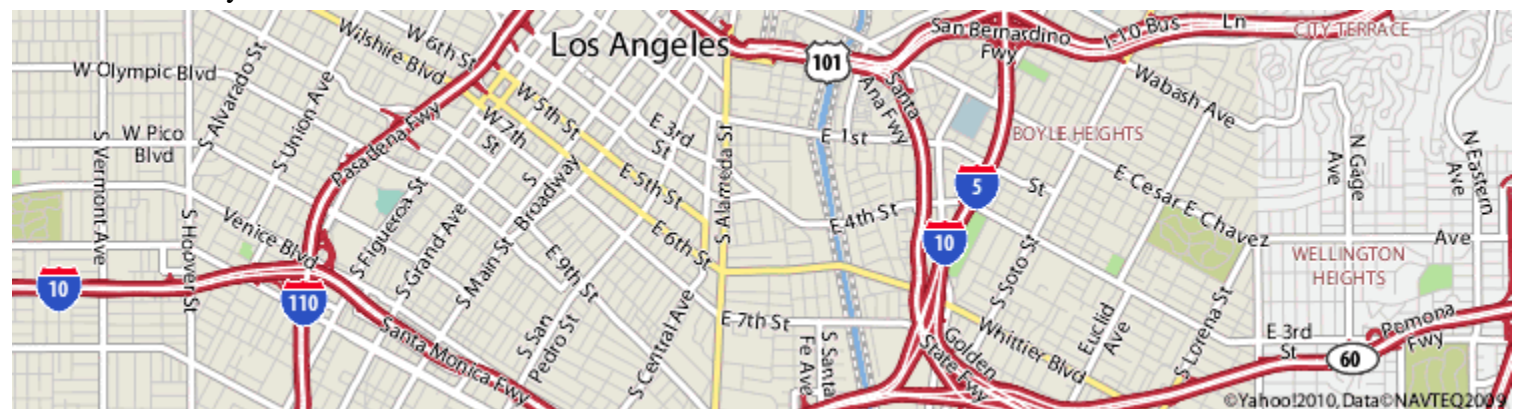 Los Angeles
W 6th St
Wilshire Blvd
W Olympic Blvd
S Alvarado St
S Union Ave
W Pico
Blvd
S Vermont Ave
S Hoover St
Pasadena Fwy
W 5th St
W 7th
St
E 3rd
St
S
Broadway
E 5th St
E 6th St
S Alameda St
S Figueroa St
S Grand Ave
S Main St
E 9th St
Venice Blvd
10
110
Santa Monica Fwy
S San
Pedro St
S Central Ave
E 7th St
S Santa
Fe Ave
101
Santa
Ana Fwy
E 1st
St
E 4th St
San Bernardino
Fwy
I-10 Bus
Ln
CITY TERRACE
Wabash Ave
BOYLE HEIGHTS
5
10
E Cesar E Chavez
Ave
N Gage
Ave
N Eastern
Ave
WELLINGTON
HEIGHTS
S Soto St
Euclid
Ave
S Lorena St
Whittier Blvd
Golden
State Fwy
E 3rd
St
60
Pomona
Fwy
©Yahoo!2010, Data©NAVTEQ2009